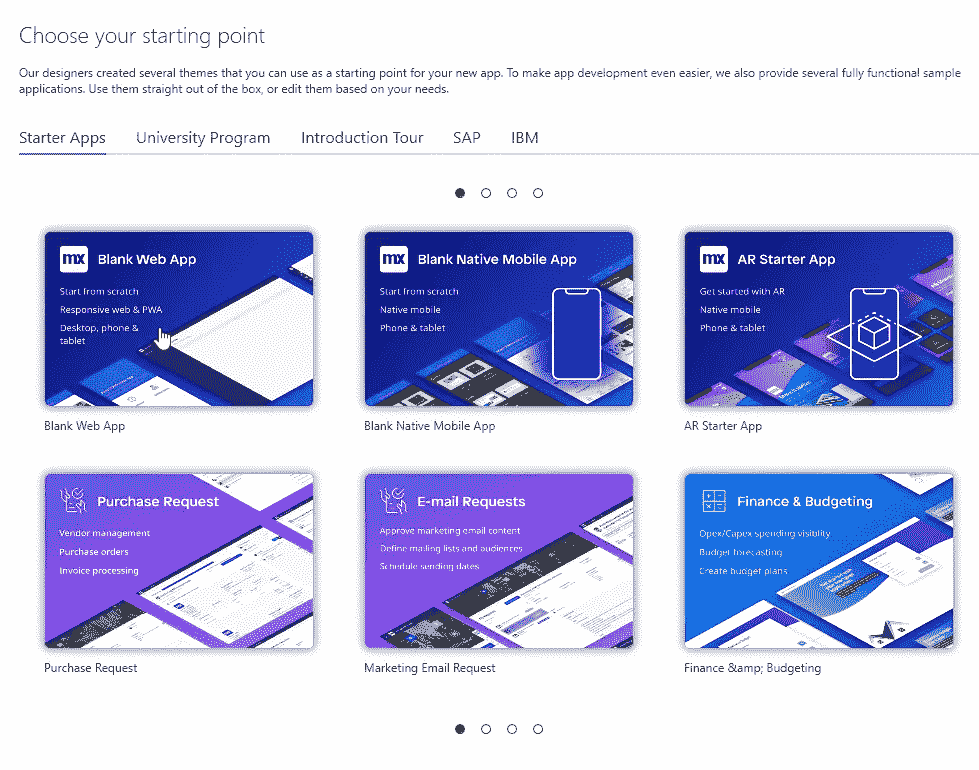 Choose your starting point
Our designers created several themes that you can use as a starting point for your new app. To make app development even easier, we also provide several fully functional sample
applications. Use them straight out of the box, or edit them based on your needs.
Starter Apps University Program Introduction Tour SAP IBM
mx Blank Web App
Start from scratch
Responsive web & PWA
Desktop, phone &
tablet
Blank Web App
mx Blank Native Mobile App
Start from scratch
Native mobile
Phone & tablet
Blank Native Mobile App
mx AR Starter App
Get started with AR
Native mobile
Phone & tablet
AR Starter App
Purchase Request
Vendor management
Purchase orders
Invoice processing
Purchase Request
E-mail Requests
Approve marketing email content
Define mailing lists and audiences
Schedule sending dates
Marketing Email Request
Finance & Budgeting
Opex/Capex spending visiblity
Budget forecasting
Create budget plans
Finance &amp; Budgeting